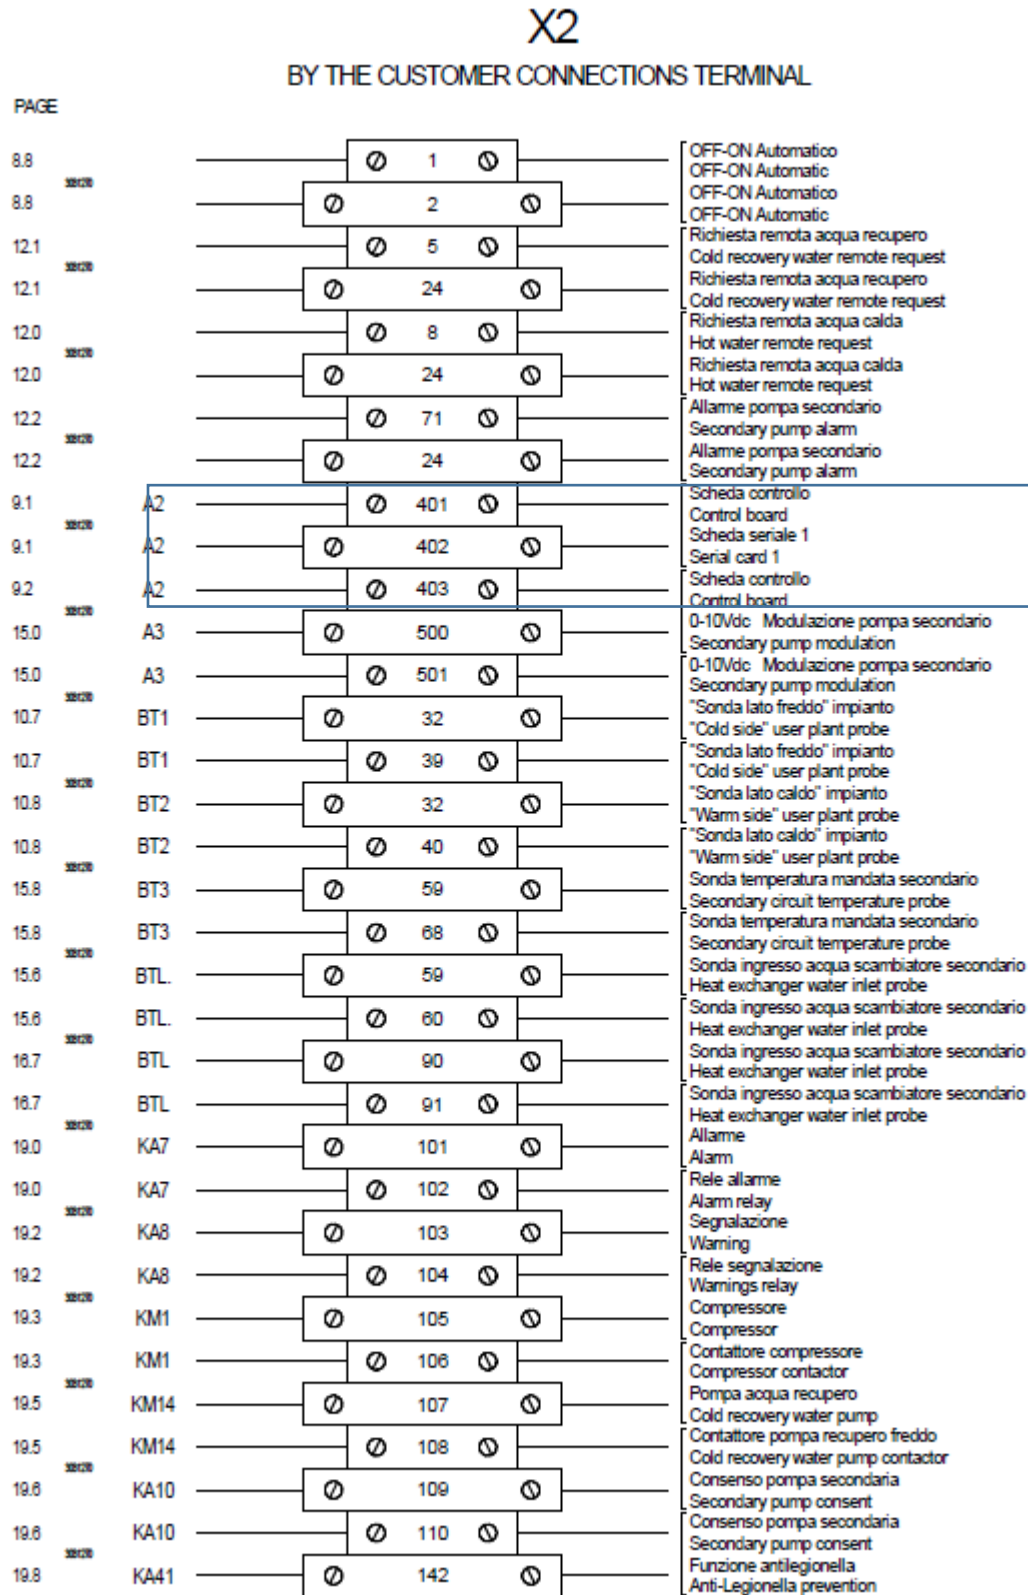 X2
BY THE CUSTOMER CONNECTIONS TERMINAL
PAGE
8.8 1 OFF-ON Automatico
OFF-ON Automatic
8.8 2 OFF-ON Automatico
OFF-ON Automatic
12.1 5 Richiesta remota acqua recupero
Cold recovery water remote request
12.1 24 Richiesta remota acqua recupero
Cold recovery water remote request
12.0 8 Richiesta remota acqua calda
Hot water remote request
12.0 24 Richiesta remota acqua calda
Hot water remote request
12.2 71 Allarme pompa secondario
Secondary pump alarm
12.2 24 Allarme pompa secondario
Secondary pump alarm
9.1 A2 401 Scheda controllo
Control board
9.1 A2 402 Scheda seriale 1
Serial card 1
9.2 A2 403 Scheda controllo
Control board
15.0 A3 500 0-10Vdc Modulazione pompa secondario
Secondary pump modulation
15.0 A3 501 0-10Vdc Modulazione pompa secondario
Secondary pump modulation
10.7 BT1 32 "Sonda lato freddo" impianto
"Cold side" user plant probe
10.7 BT1 39 "Sonda lato freddo" impianto
"Cold side" user plant probe
10.8 BT2 32 "Sonda lato caldo" impianto
"Warm side" user plant probe
10.8 BT2 40 "Sonda lato caldo" impianto
"Warm side" user plant probe
15.8 BT3 59 Sonda temperatura mandata secondario
Secondary circuit temperature probe
15.8 BT3 68 Sonda temperatura mandata secondario
Secondary circuit temperature probe
15.6 BTL. 59 Sonda ingresso acqua scambiatore secondario
Heat exchanger water inlet probe
15.6 BTL. 60 Sonda ingresso acqua scambiatore secondario
Heat exchanger water inlet probe
16.7 BTL 90 Sonda ingresso acqua scambiatore secondario
Heat exchanger water inlet probe
16.7 BTL 91 Sonda ingresso acqua scambiatore secondario
Heat exchanger water inlet probe
19.0 KA7 101 Allarme
Alarm
19.0 KA7 102 Rele allarme
Alarm relay
19.2 KA8 103 Segnalazione
Warning
19.2 KA8 104 Rele segnalazione
Warnings relay
19.3 KM1 105 Compressore
Compressor
19.3 KM1 106 Contattore compressore
Compressor contactor
19.5 KM14 107 Pompa acqua recupero
Cold recovery water pump
19.5 KM14 108 Contattore pompa recupero freddo
Cold recovery water pump contactor
19.6 KA10 109 Consenso pompa secondaria
Secondary pump consent
19.6 KA10 110 Consenso pompa secondaria
Secondary pump consent
19.8 KA41 142 Funzione antilegionella
Anti-Legionella prevention